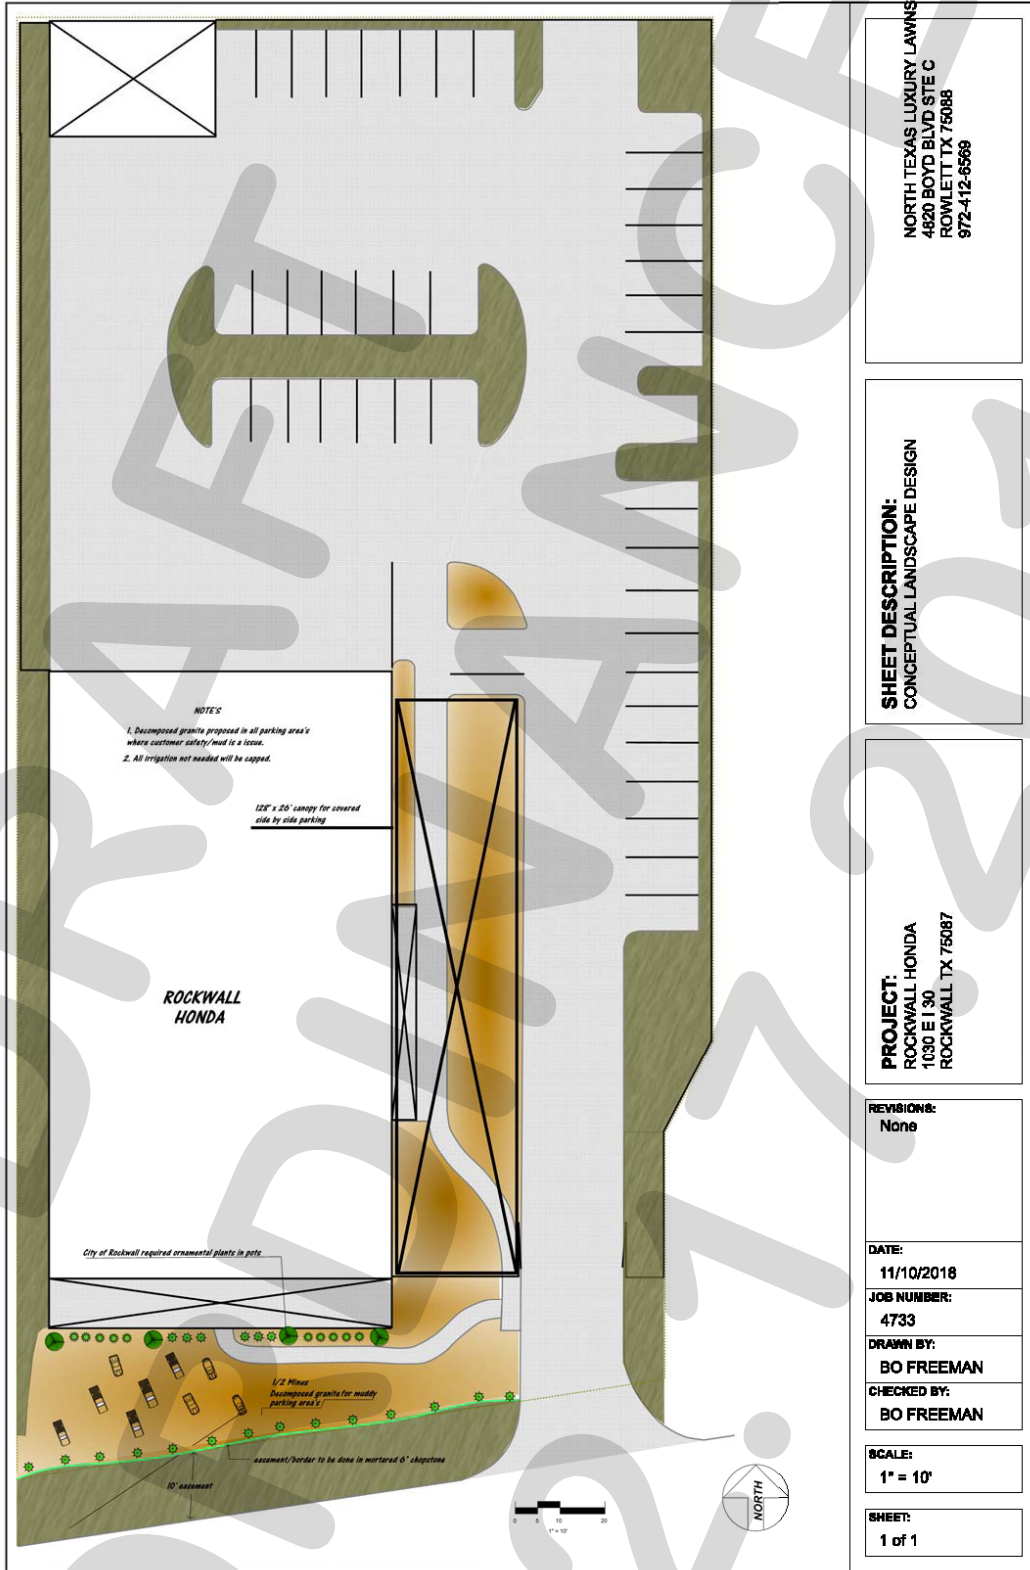 NORTH TEXAS LUXURY LAWNS
4820 BOYD BLVD STE C
ROWLETT TX 75088
972-412-6569
SHEET DESCRIPTION:
CONCEPTUAL LANDSCAPE DESIGN
PROJECT:
ROCKWALL HONDA
1030 E I 30
ROCKWALL TX 75087
REVISIONS:
None
DATE:
11/10/2018
JOB NUMBER:
4733
DRAWN BY:
BO FREEMAN
CHECKED BY:
BO FREEMAN
SCALE:
1" = 10'
SHEET:
1 of 1
NOTE'S
1. Decomposed granite proposed in all parking area's
where customer safety/mud is a issue.
2. All irrigation not needed will be capped.
128' x 26' canopy for covered
side by side parking
ROCKWALL
HONDA
City of Rockwall required ornamental plants in pots
1/2 Minus
Decomposed granite for muddy
parking area's
easement/border to be done in mortared 6" chopstone
10' easement
0 5 10 20
1" = 10'
NORTH
DRAFT
ORDINANCE